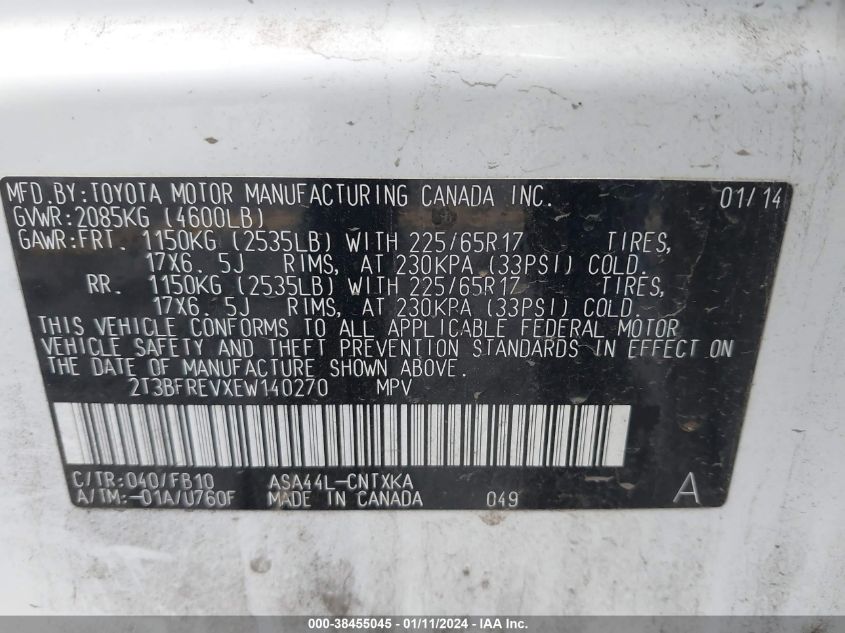 MFD.BY:TOYOTA MOTOR MANUFACTURING CANADA INC. 01/14
GVWR:2085KG (4600LB)
GAWR:FRT. 1150KG (2535LB) WITH 225/65R17 TIRES,
17X6. 5J RIMS, AT 230KPA (33PSI) COLD.
RR. 1150KG (2535LB) WITH 225/65R17 TIRES,
17X6. 5J RIMS, AT 230KPA (33PSI) COLD.
THIS VEHICLE CONFORMS TO ALL APPLICABLE FEDERAL MOTOR
VEHICLE SAFETY AND THEFT PREVENTION STANDARDS IN EFFECT ON
THE DATE OF MANUFACTURE SHOWN ABOVE.
2T3BFREVXEW140270 MPV
C/TR:040/FB10 ASA44L-CNTXKA
A/TM:-01A/U760F MADE IN CANADA 049 A
000-38455045 - 01/11/2024 - IAA Inc.